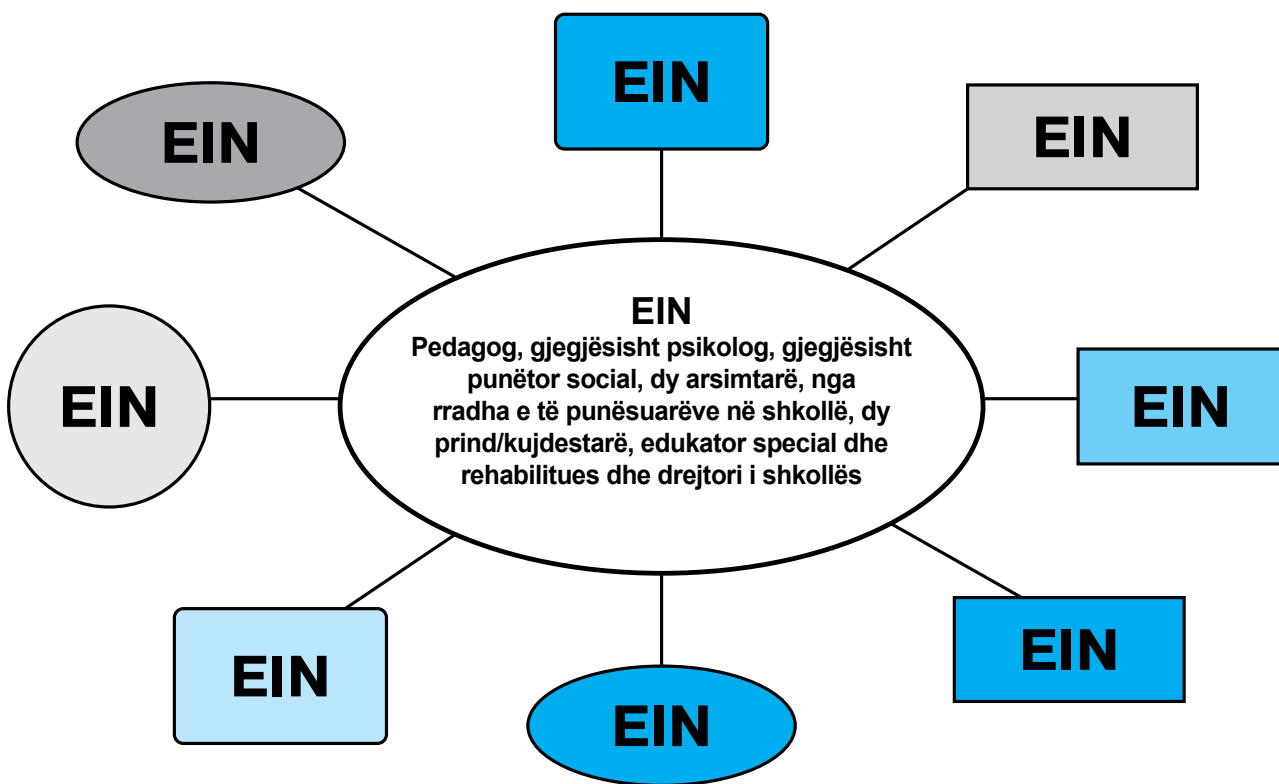 EIN
EIN
EIN
EIN
Pedagog, gjegjësisht psikolog, gjegjësisht
punëtor social, dy arsimtarë, nga
rradha e të punësuarëve në shkollë, dy
prind/kujdestarë, edukator special dhe
rehabilitues dhe drejtori i shkollës
EIN
EIN
EIN
EIN
EIN